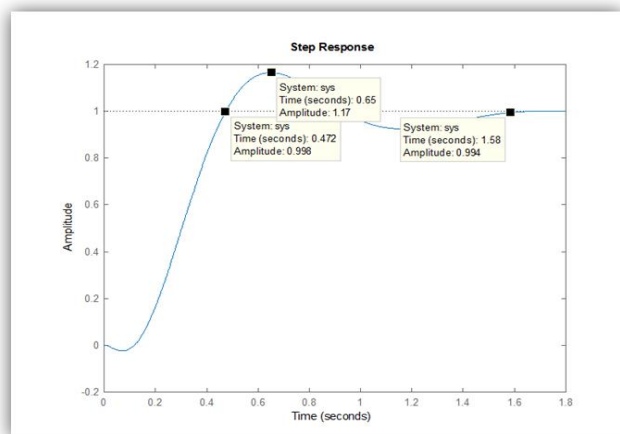 Step Response
1.2
1
0.8
0.6
0.4
0.2
0
-0.2
Amplitude
System: sys
Time (seconds): 0.65
Amplitude: 1.17
System: sys
Time (seconds): 0.472
Amplitude: 0.998
System: sys
Time (seconds): 1.58
Amplitude: 0.994
0 0.2 0.4 0.6 0.8 1 1.2 1.4 1.6 1.8
Time (seconds)